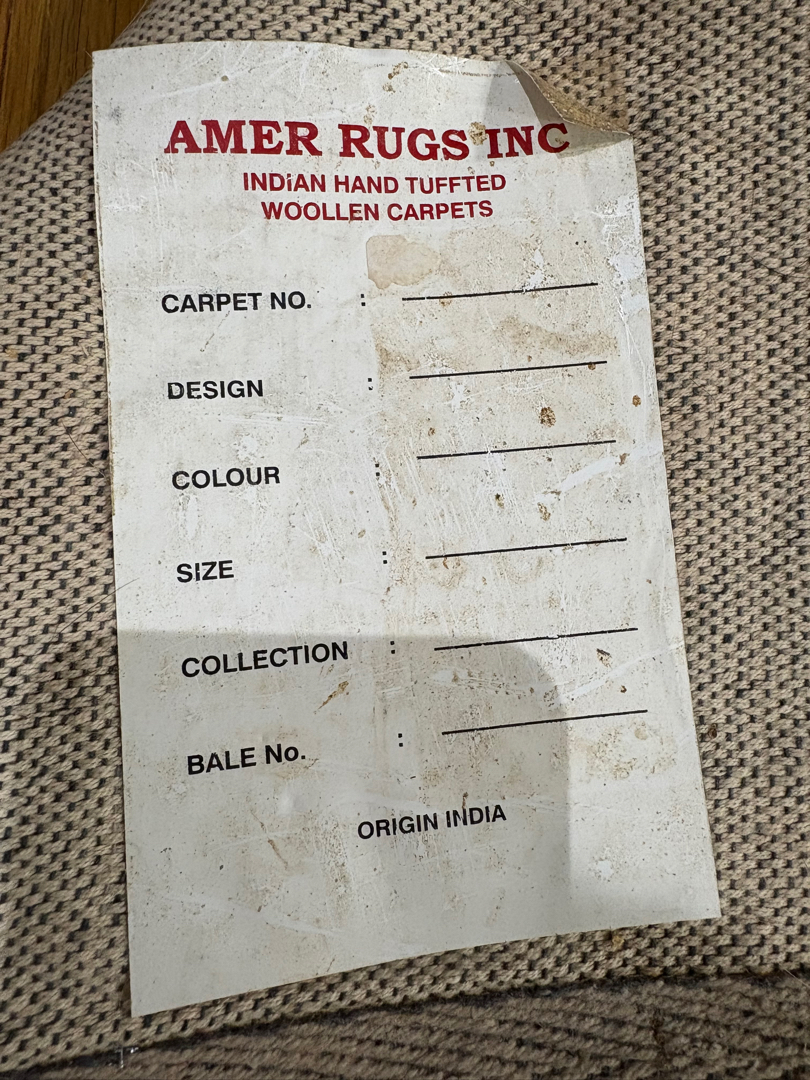 AMER RUGS INC
INDIAN HAND TUFFTED
WOOLLEN CARPETS
CARPET NO. :
DESIGN :
COLOUR :
SIZE :
COLLECTION :
BALE No. :
ORIGIN INDIA